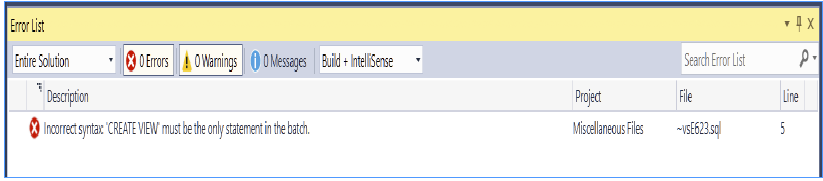 Error List
Entire Solution 0 Errors 0 Warnings 0 Messages Build + IntelliSense Search Error List
Description Project File Line
Incorrect syntax: 'CREATE VIEW' must be the only statement in the batch. Miscellaneous Files ~vsE623.sql 5